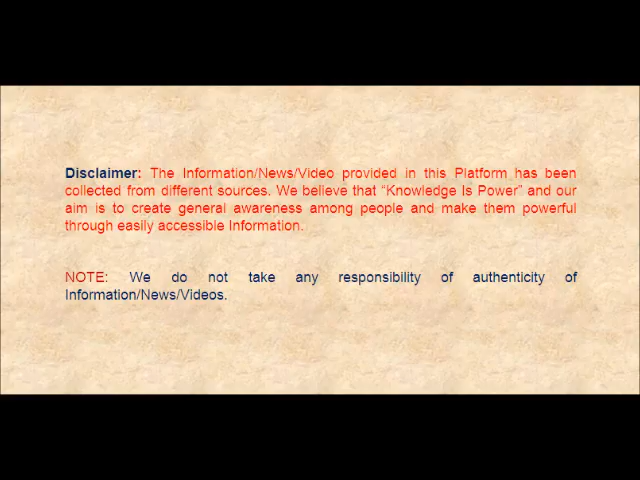 Disclaimer: The Information/News/Video provided in this Platform has been
collected from different sources. We believe that “Knowledge Is Power” and our
aim is to create general awareness among people and make them powerful
through easily accessible Information.
NOTE: We do not take any responsibility of authenticity of
Information/News/Videos.